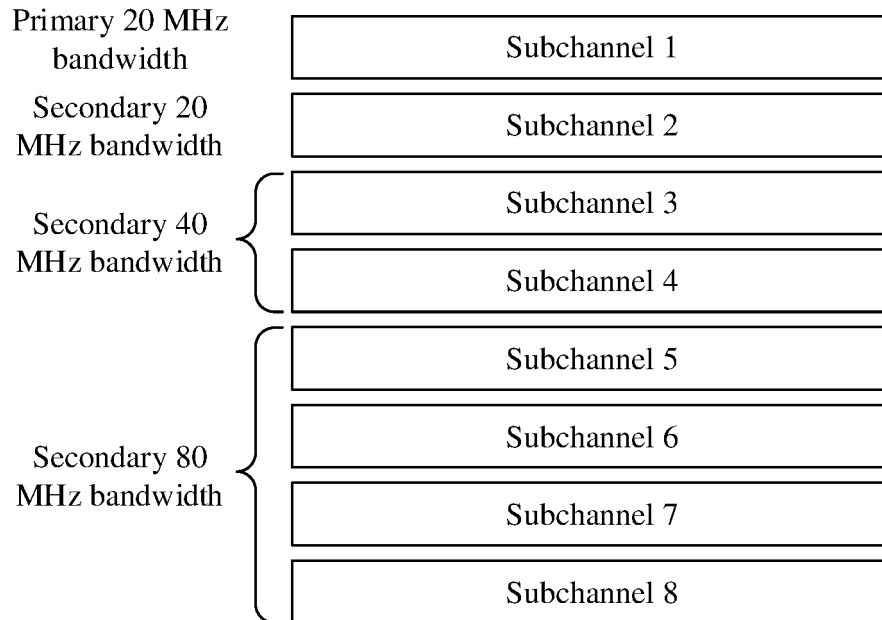 Primary 20 MHz
bandwidth
Subchannel 1
Secondary 20
MHz bandwidth
Subchannel 2
Secondary 40
MHz bandwidth
Subchannel 3
Subchannel 4
Secondary 80
MHz bandwidth
Subchannel 5
Subchannel 6
Subchannel 7
Subchannel 8